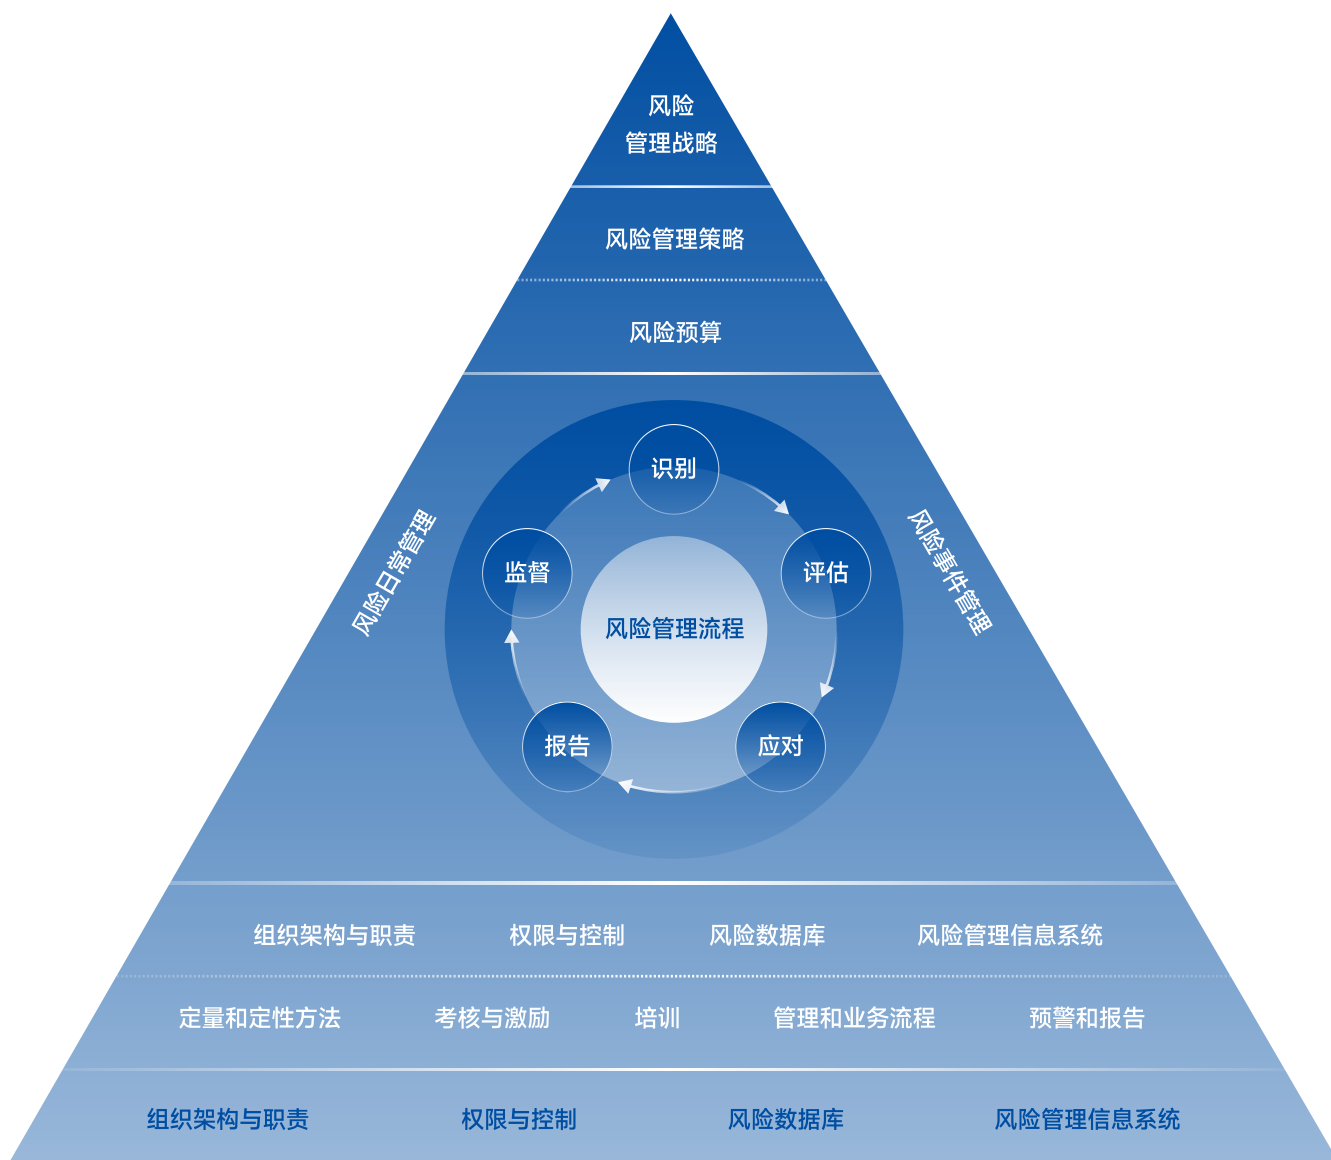 风险
管理战略
风险管理策略
风险预算
识别
监督
评估
风险日常管理
风险管理流程
风险事件管理
报告
应对
组织架构与职责 权限与控制 风险数据库 风险管理信息系统
定量和定性方法 考核与激励 培训 管理和业务流程 预警和报告
组织架构与职责 权限与控制 风险数据库 风险管理信息系统